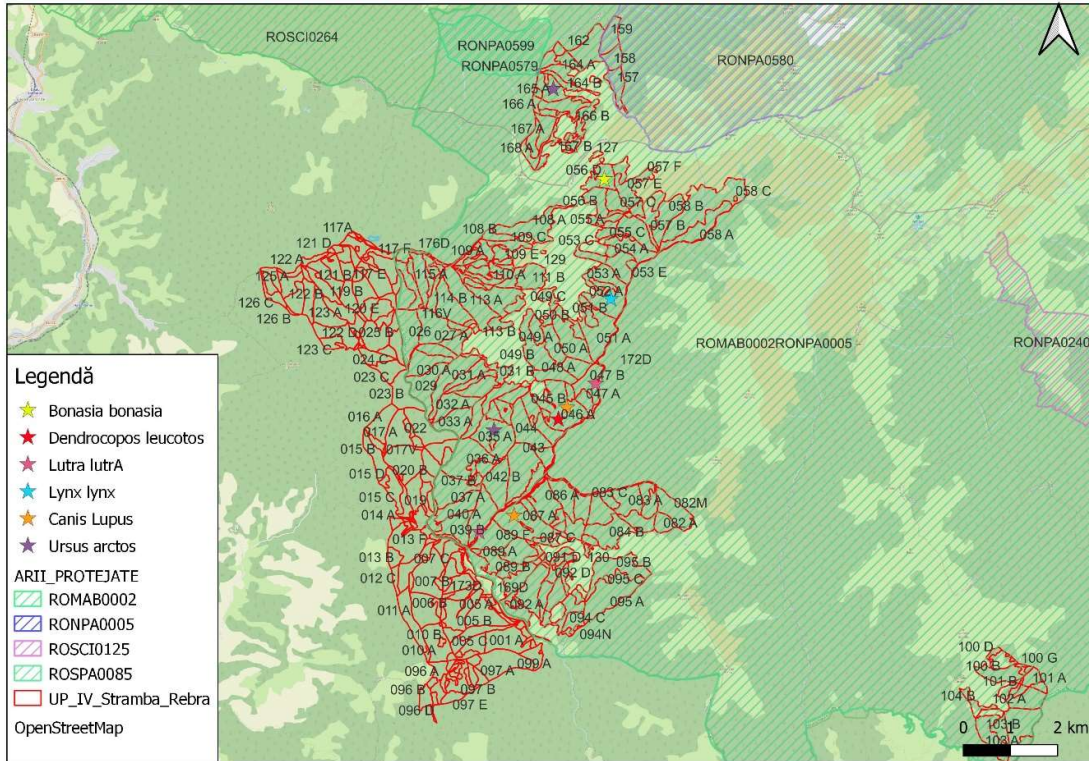 ROSCI0264
RONPA0599
RONPA0579
RONPA0580
162
159
158
157
164 A
164 B
165 A
166 A
166 B
167 A
167 B
168 A
127
056 D
057 F
057 E
057 C
058 C
058 B
057 B
058 A
056 B
055 A
055 C
054 A
108 A
108 B
109 C
109 A
109 E
053 C
129
117A
121 D
117 F
176D
122 A
125 A
121 B
117 E
115 A
110 A
111 B
053 A
053 E
126 C
122 B
119 B
114 B
113 A
049 C
052 A
051 B
126 B
123 A
120 E
116V
050 B
122 D
025 B
026
027 A
113 B
049 A
051 A
123 C
024 C
049 B
050 A
172D
ROMAB0002RONPA0005
RONPA0240
023 C
030 A
031 A
031 E
048 A
047 B
029
023 B
047 A
032 A
045 B
046 A
016 A
022
033 A
017 A
035 A
044
015 B
017V
043
036 A
015 D
020 B
037 B
042 B
086 A
083 C
083 A
082M
015 C
019
037 A
014 A
040 A
087 A
082 A
039 B
084 B
013 F
089 F
087 C
013 B
007 C
089 A
091 D
130
095 B
089 B
092 D
012 C
007 B
173D
169D
095 C
006 B
005 A
092 A
095 A
011 A
005 B
094 C
010 B
005 C
001 A
094N
010 A
096 A
097 A
099 A
096 B
097 B
096 D
097 E
100 D
100 G
100 B
101 B
101 A
104 B
102 A
103 B
103 A
Legendă
Bonasia bonasia
Dendrocopos leucotos
Lutra lutrA
Lynx lynx
Canis Lupus
Ursus arctos
ARII_PROTEJATE
ROMAB0002
RONPA0005
ROSCI0125
ROSPA0085
UP_IV_Stramba_Rebra
OpenStreetMap
0 1 2 km